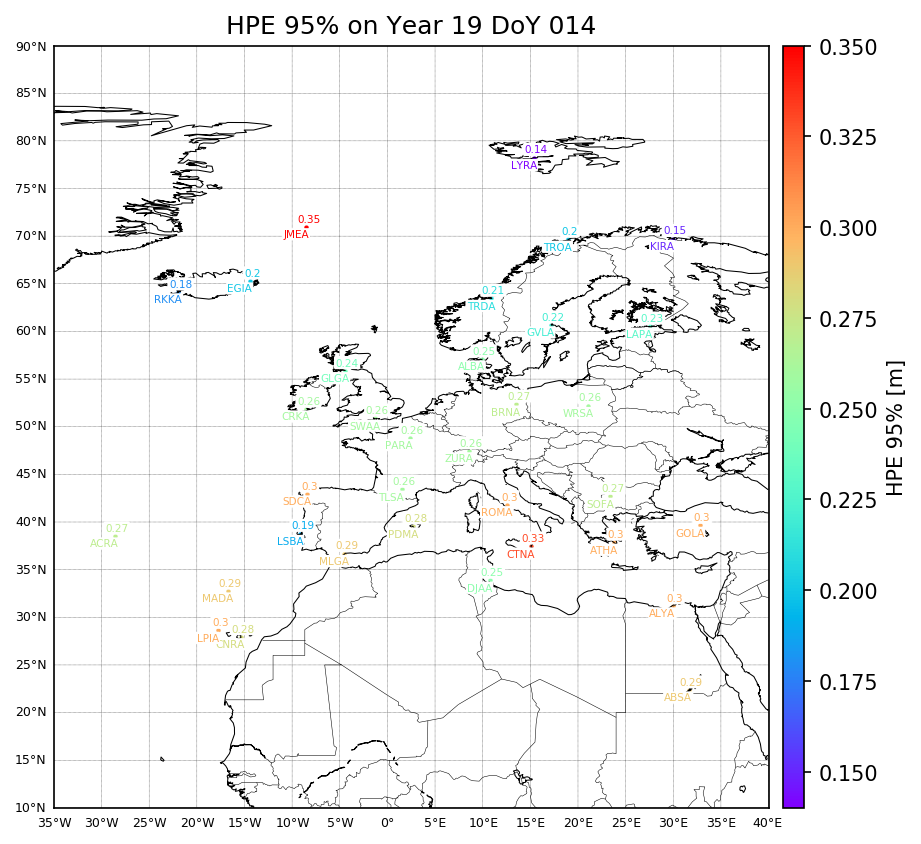 HPE 95% on Year 19 DoY 014
90°N
85°N
80°N
75°N
70°N
65°N
60°N
55°N
50°N
45°N
40°N
35°N
30°N
25°N
20°N
15°N
10°N
35°W 30°W 25°W 20°W 15°W 10°W 5°W 0° 5°E 10°E 15°E 20°E 25°E 30°E 35°E 40°E
0.14
LYRA
0.35
JMEA
0.2
TROA
0.15
KIRA
0.18
RKKA
0.2
EGIA
0.21
TRDA
0.22
GVLA
0.23
LAPA
0.24
GLGA
0.25
ALBA
0.26
CRKA
0.26
SWAA
0.26
PARA
0.27
BRNA
0.26
WRSA
0.26
ZURA
0.3
SDCA
0.26
TLSA
0.3
ROMA
0.27
SOFA
0.27
ACRA
0.19
LSBA
0.28
PDMA
0.33
CTNA
0.3
ATHA
0.3
GOLA
0.29
MLGA
0.25
DJAA
0.29
MADA
0.3
LPIA
0.28
CNRA
0.3
ALYA
0.29
ABSA
0.350
0.325
0.300
0.275
0.250
0.225
0.200
0.175
0.150
HPE 95% [m]